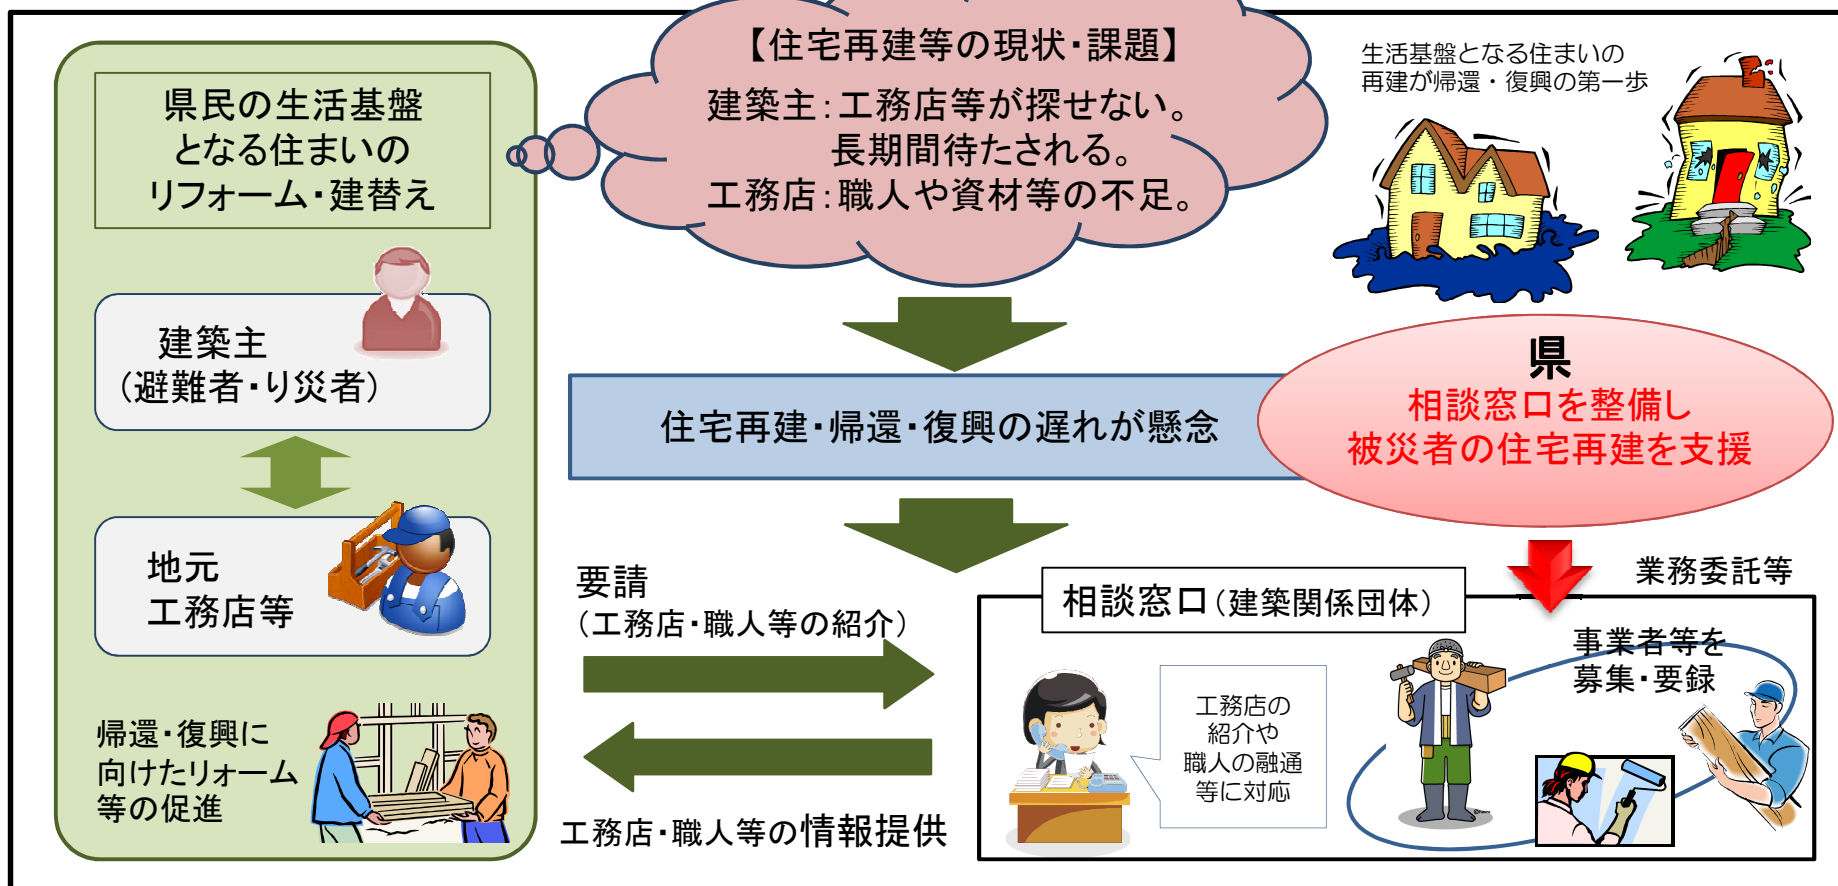 【住宅再建等の現状・課題】
建築主：工務店等が探せない。
長期間待たされる。
工務店：職人や資材等の不足。
生活基盤となる住まいの
再建が帰還・復興の第一歩
県民の生活基盤
となる住まいの
リフォーム・建替え
建築主
（避難者・り災者）
地元
工務店等
帰還・復興に
向けたリォーム
等の促進
住宅再建・帰還・復興の遅れが懸念
県
相談窓口を整備し
被災者の住宅再建を支援
業務委託等
要請
（工務店・職人等の紹介）
工務店・職人等の情報提供
相談窓口（建築関係団体）
事業者等を
募集・要録
工務店の
紹介や
職人の融通
等に対応